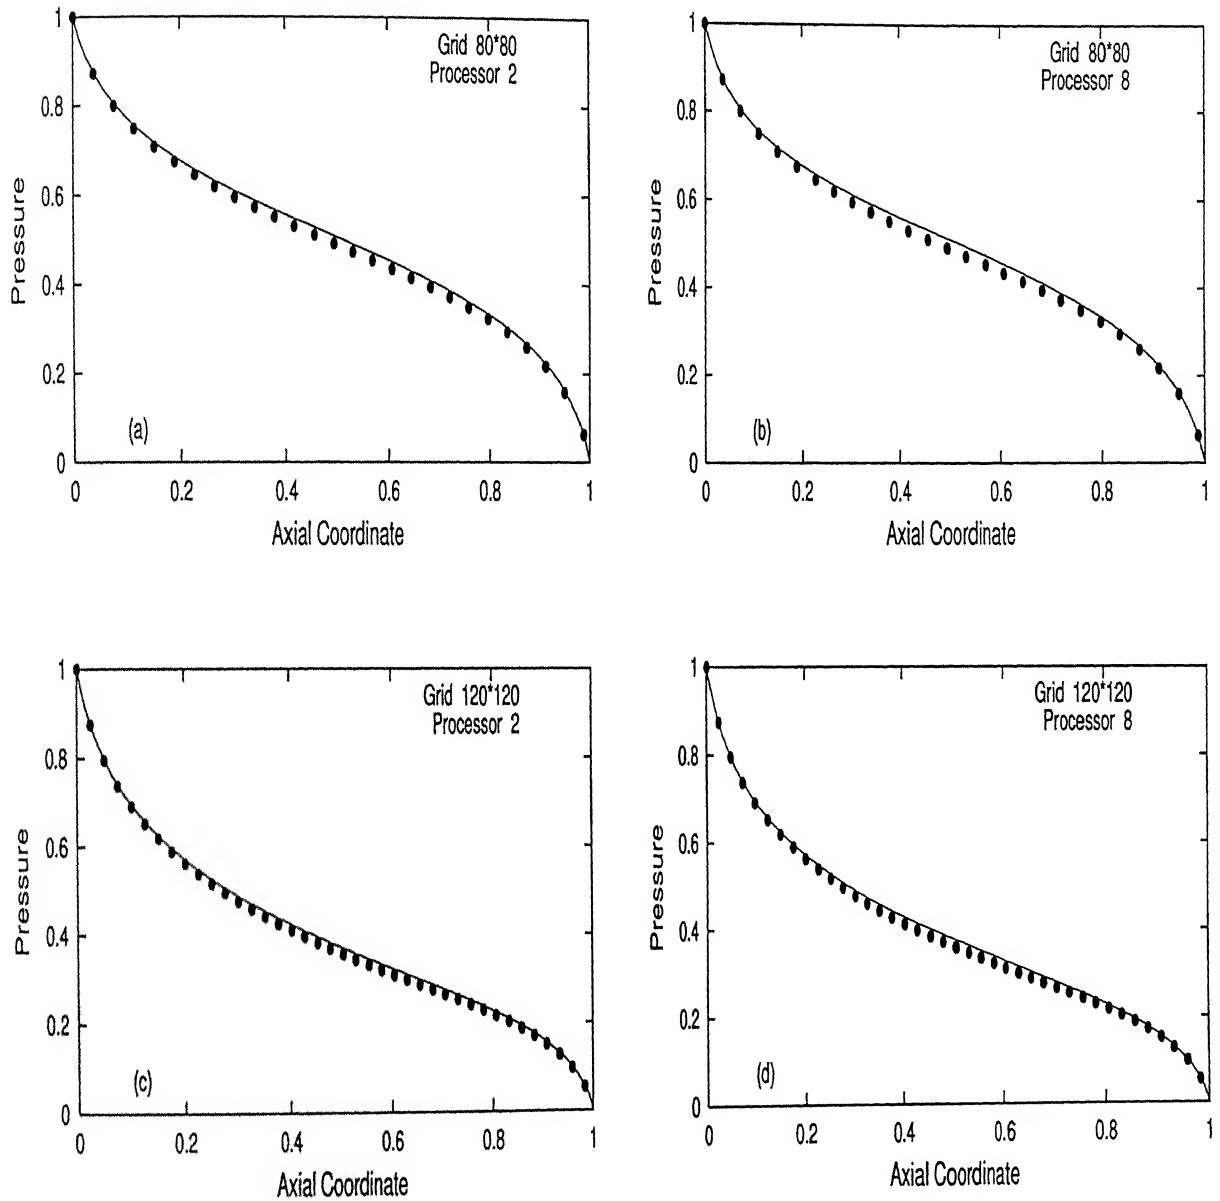 1
0.8
0.6
0.4
0.2
0
Pressure
Grid 80*80
Processor 2
(a)
0 0.2 0.4 0.6 0.8 1
Axial Coordinate
1
0.8
0.6
0.4
0.2
0
Pressure
Grid 80*80
Processor 8
(b)
0 0.2 0.4 0.6 0.8 1
Axial Coordinate
1
0.8
0.6
0.4
0.2
0
Pressure
Grid 120*120
Processor 2
(c)
0 0.2 0.4 0.6 0.8 1
Axial Coordinate
1
0.8
0.6
0.4
0.2
0
Pressure
Grid 120*120
Processor 8
(d)
0 0.2 0.4 0.6 0.8 1
Axial Coordinate